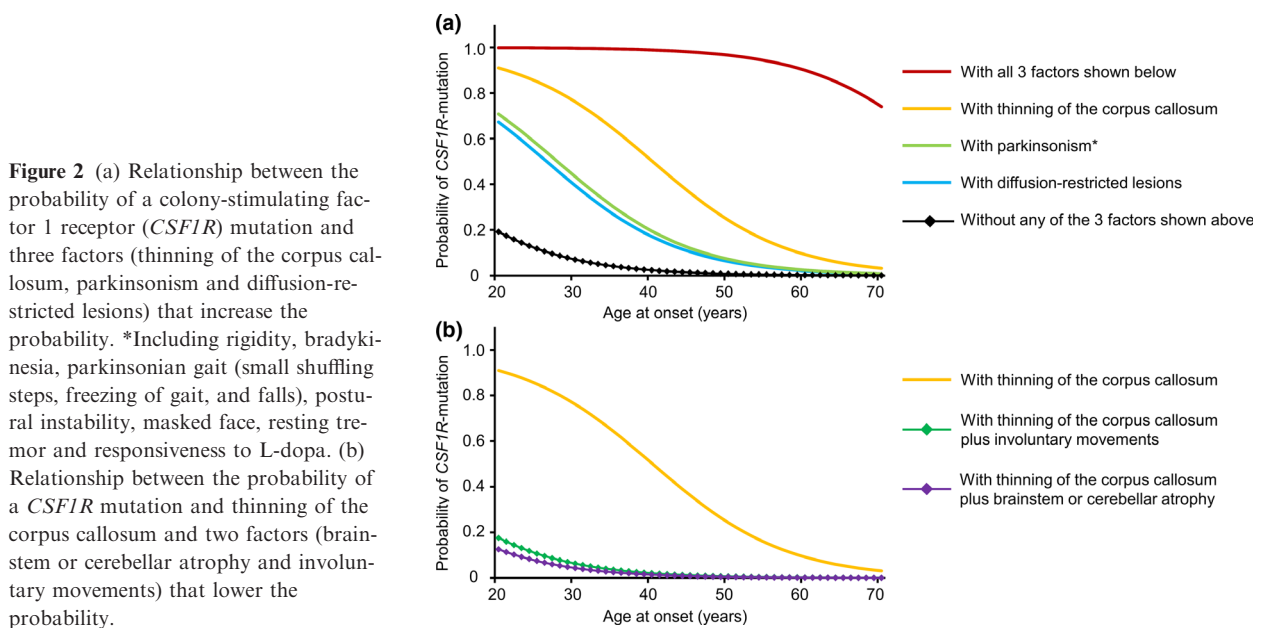 Figure 2 (a) Relationship between the
probability of a colony-stimulating fac-
tor 1 receptor (CSF1R) mutation and
three factors (thinning of the corpus cal-
losum, parkinsonism and diffusion-re-
stricted lesions) that increase the
probability. *Including rigidity, bradyki-
nesia, parkinsonian gait (small shuffling
steps, freezing of gait, and falls), postu-
ral instability, masked face, resting tre-
mor and responsiveness to L-dopa. (b)
Relationship between the probability of
a CSF1R mutation and thinning of the
corpus callosum and two factors (brain-
stem or cerebellar atrophy and involun-
tary movements) that lower the
probability.
(a)
Probability of CSF1R-mutation
1.0
0.8
0.6
0.4
0.2
0
20 30 40 50 60 70
Age at onset (years)
With all 3 factors shown below
With thinning of the corpus callosum
With parkinsonism*
With diffusion-restricted lesions
Without any of the 3 factors shown above
(b)
Probability of CSF1R-mutation
1.0
0.8
0.6
0.4
0.2
0
20 30 40 50 60 70
Age at onset (years)
With thinning of the corpus callosum
With thinning of the corpus callosum
plus involuntary movements
With thinning of the corpus callosum
plus brainstem or cerebellar atrophy